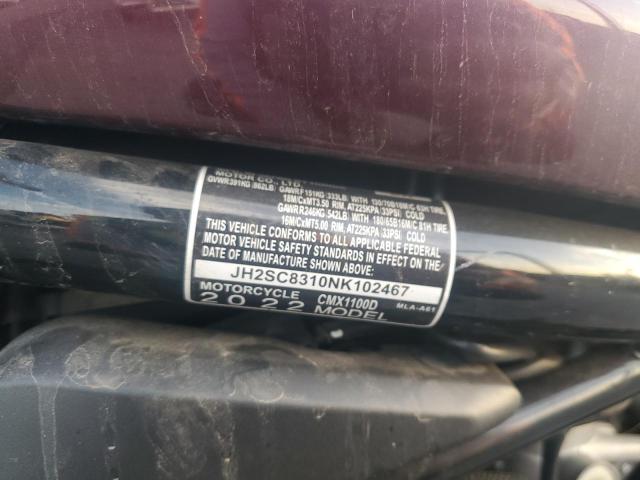 MOTOR CO., LTD.
GVWR391KG 862LB GAWR F151KG 333LB WITH 130/70B18M/C 63H TIRE,
18M/CxMT3.50 RIM, AT225KPA 33PSI COLD
GAWR R246KG 542LB WITH 180/65B16M/C 81H TIRE,
16M/CxMT5.00 RIM, AT225KPA 33PSI COLD
THIS VEHICLE CONFORMS TO ALL APPLICABLE FEDERAL
MOTOR VEHICLE SAFETY STANDARDS IN EFFECT ON THE
DATE OF MANUFACTURE SHOWN ABOVE:
JH2SC8310NK102467
MOTORCYCLE CMX1100D
2022 MODEL MLA-A61